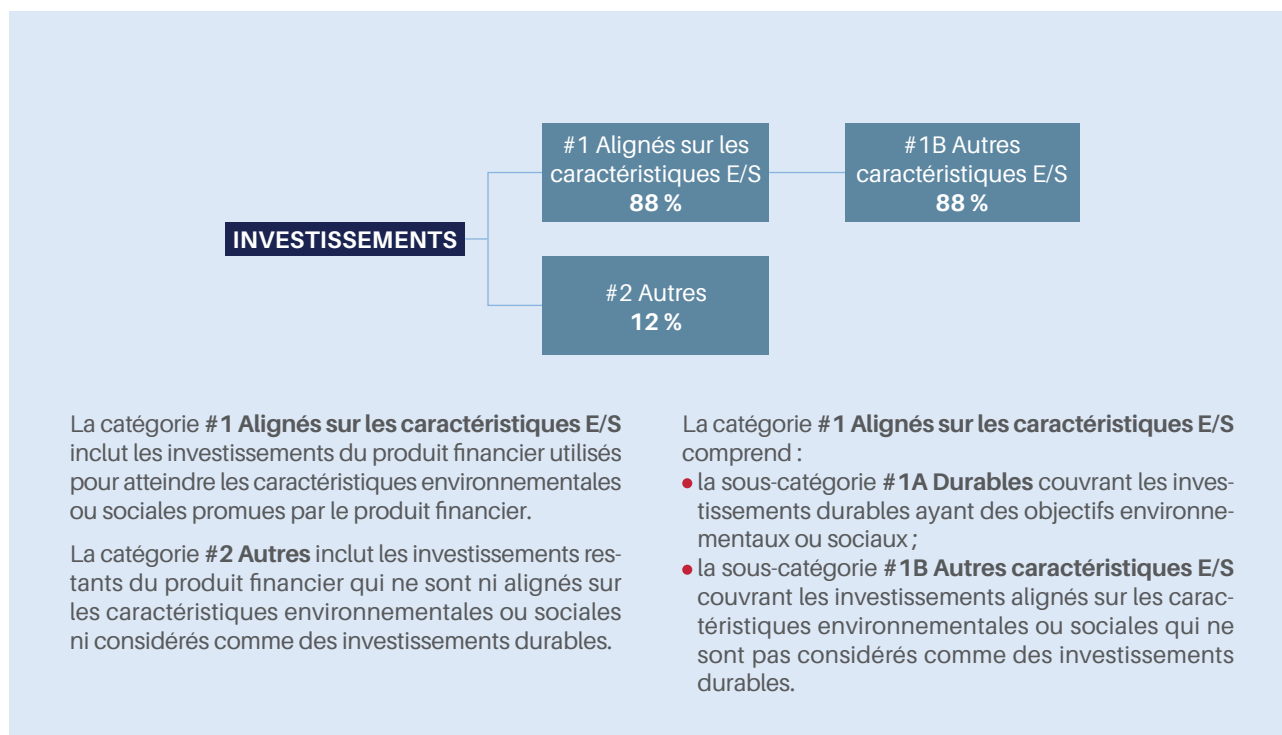 #1 Alignés sur les
caractéristiques E/S
88 %
#1B Autres
caractéristiques E/S
88 %
INVESTISSEMENTS
#2 Autres
12 %
La catégorie #1 Alignés sur les caractéristiques E/S
inclut les investissements du produit financier utilisés
pour atteindre les caractéristiques environnementales
ou sociales promues par le produit financier.
La catégorie #2 Autres inclut les investissements res-
tants du produit financier qui ne sont ni alignés sur
les caractéristiques environnementales ou sociales
ni considérés comme des investissements durables.
La catégorie #1 Alignés sur les caractéristiques E/S
comprend :
• la sous-catégorie #1A Durables couvrant les inves-
tissements durables ayant des objectifs environne-
mentaux ou sociaux ;
• la sous-catégorie #1B Autres caractéristiques E/S
couvrant les investissements alignés sur les carac-
téristiques environnementales ou sociales qui ne
sont pas considérés comme des investissements
durables.